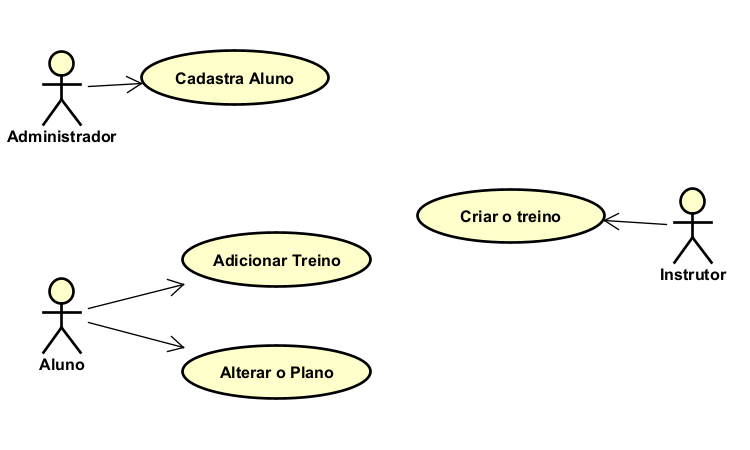 Cadastra Aluno
Administrador
Criar o treino
Instrutor
Adicionar Treino
Aluno
Alterar o Plano